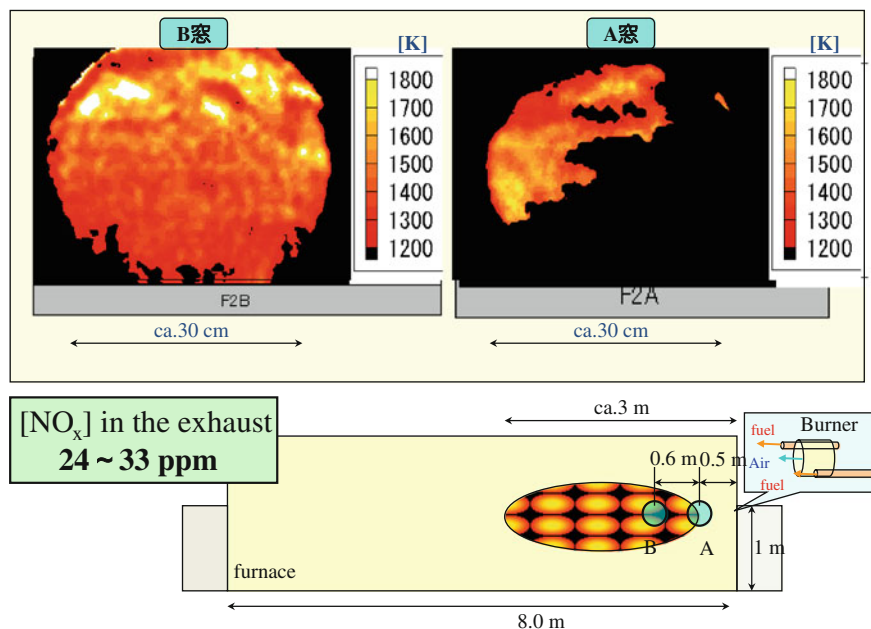 B窓
[K]
1800
1700
1600
1500
1400
1300
1200
F2B
ca.30 cm
A窓
[K]
1800
1700
1600
1500
1400
1300
1200
F2A
ca.30 cm
[NOx] in the exhaust
24 ~ 33 ppm
ca.3 m
0.6 m
0.5 m
Burner
fuel
Air
fuel
B
A
1 m
furnace
8.0 m